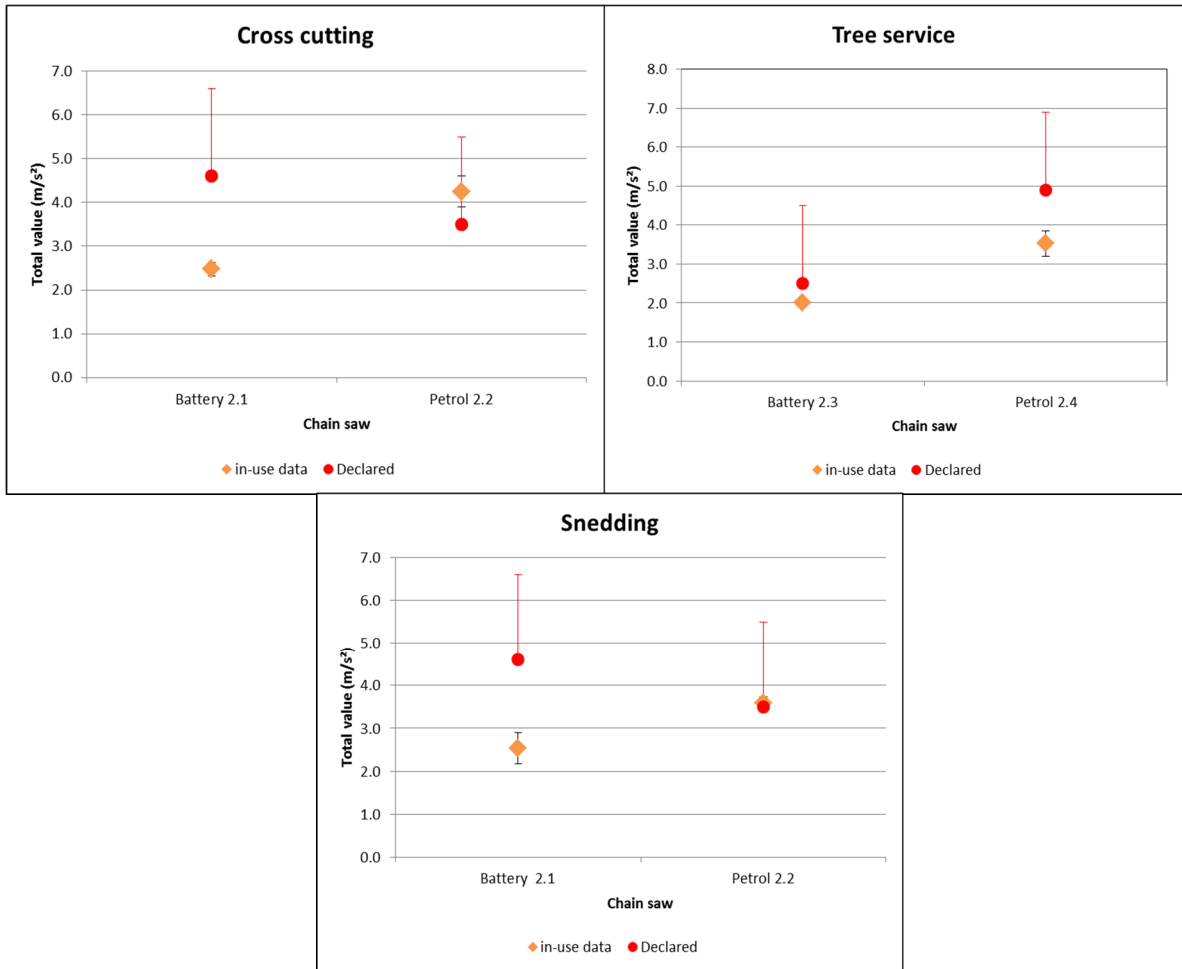 Cross cutting
Total value (m/s²)
7.0
6.0
5.0
4.0
3.0
2.0
1.0
0.0
Battery 2.1
Petrol 2.2
Chain saw
in-use data
Declared
Tree service
Total value (m/s²)
8.0
7.0
6.0
5.0
4.0
3.0
2.0
1.0
0.0
Battery 2.3
Petrol 2.4
Chain saw
in-use data
Declared
Snedding
Total value (m/s²)
7.0
6.0
5.0
4.0
3.0
2.0
1.0
0.0
Battery 2.1
Petrol 2.2
Chain saw
in-use data
Declared